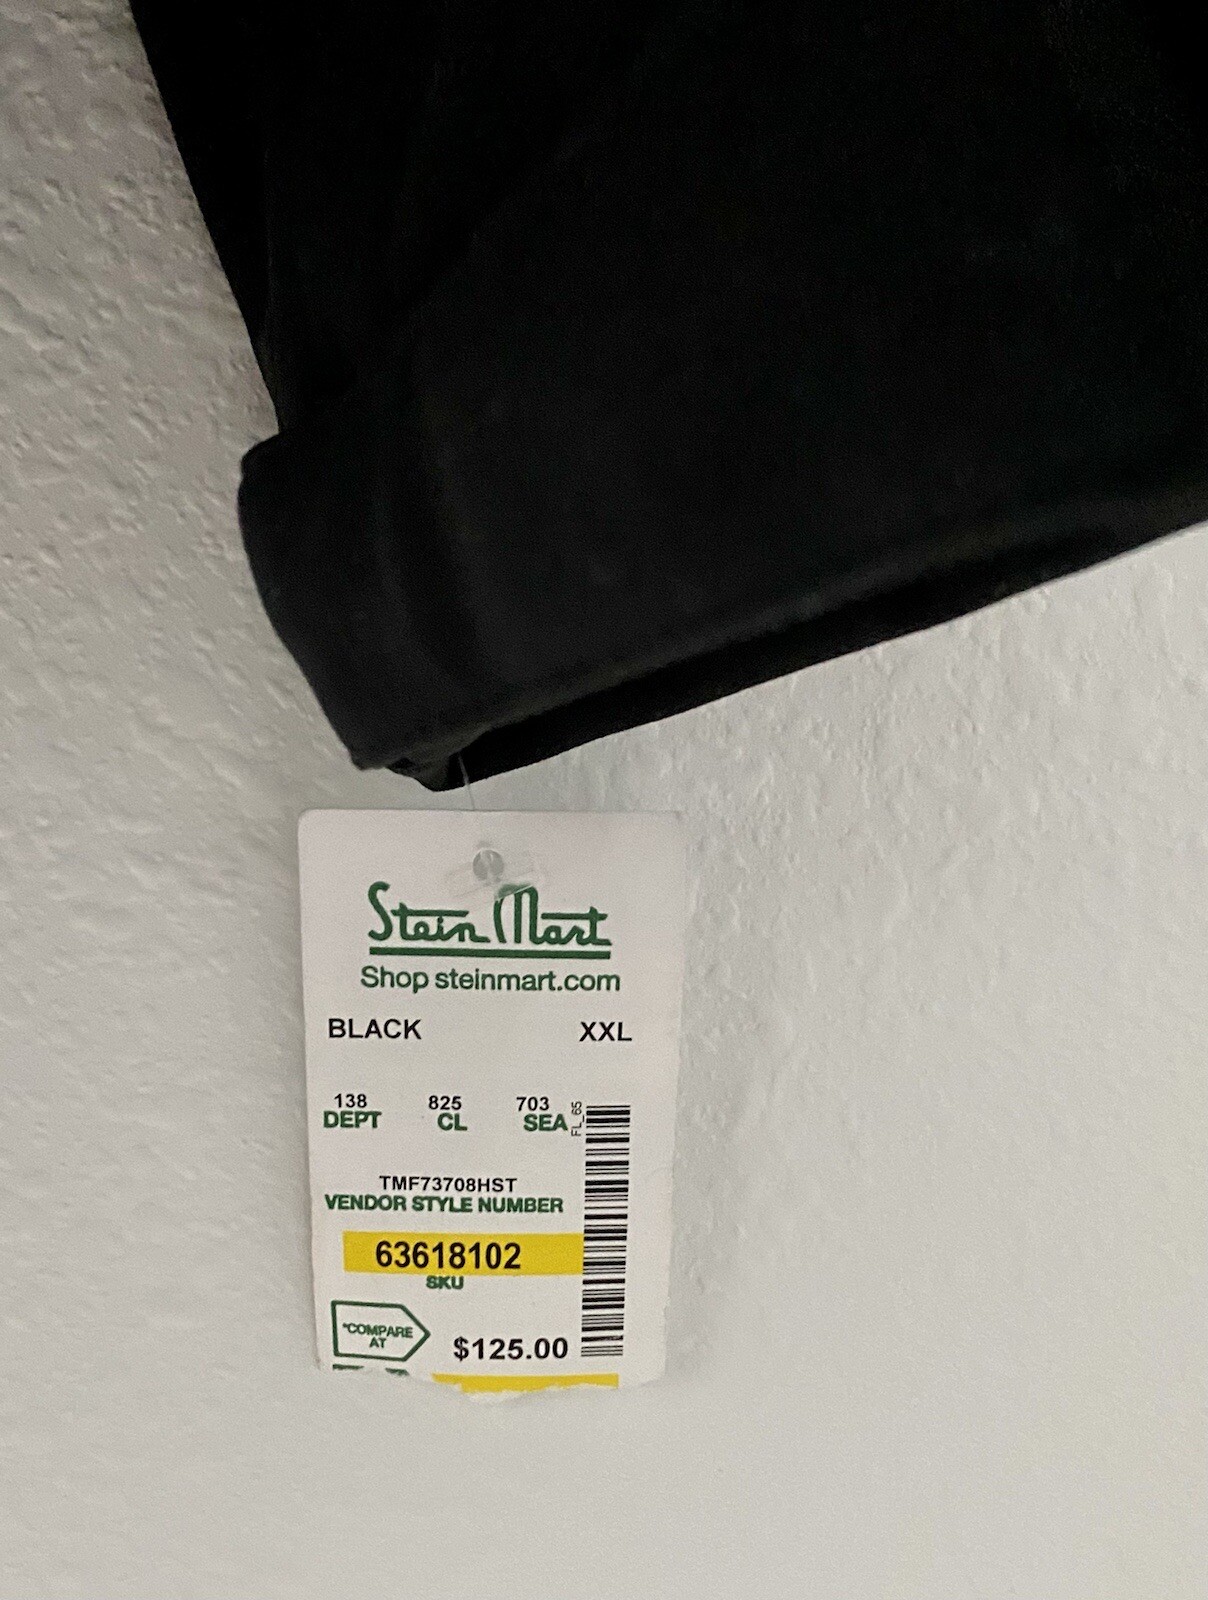 Stein Mart
Shop steinmart.com
BLACK XXL
138 825 703
DEPT CL SEA
FL_65
TMF73708HST
VENDOR STYLE NUMBER
63618102
SKU
*COMPARE
AT
$125.00